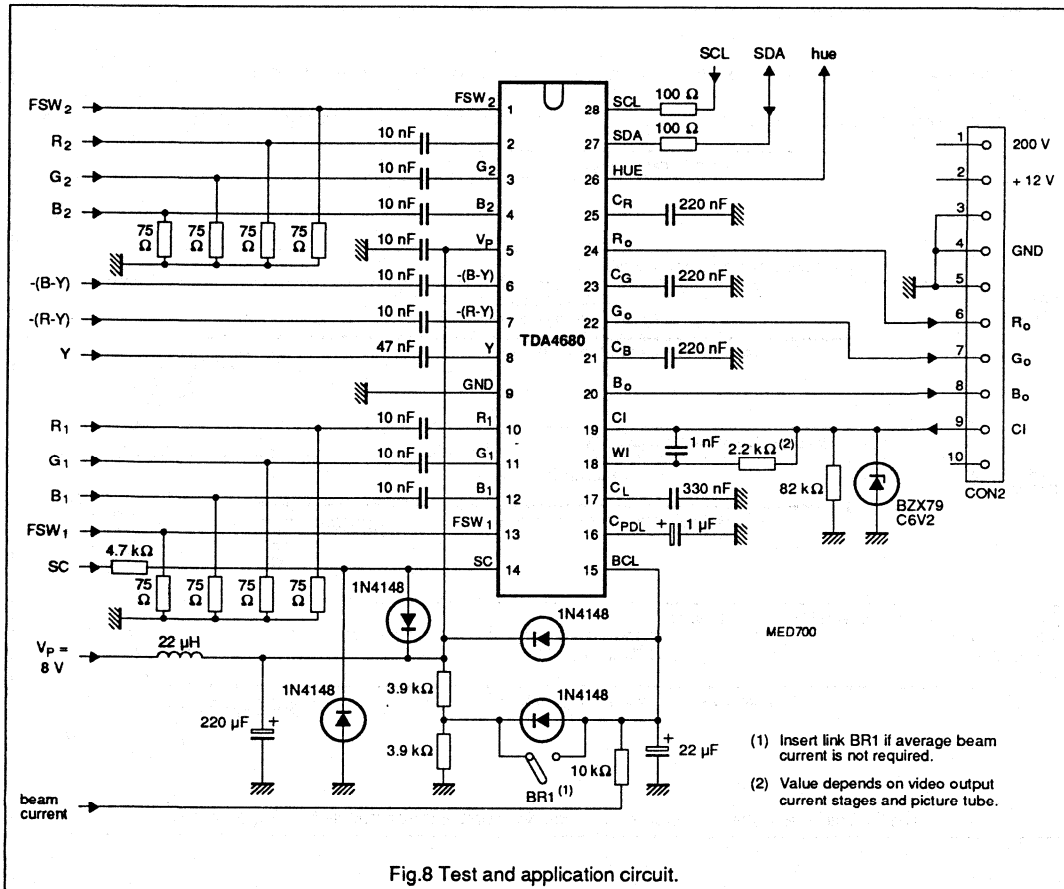 SCL SDA hue
FSW2 FSW2 1 28 SCL 100 Ω
R2 10 nF 2 27 SDA 100 Ω 1 200 V
G2 10 nF G2 3 26 HUE 2 + 12 V
B2 10 nF B2 4 25 CR 220 nF 3
75 Ω 75 Ω 75 Ω 75 Ω
10 nF VP 5 24 Ro 4 GND
-(B-Y) 10 nF -(B-Y) 6 23 CG 220 nF 5
-(R-Y) 10 nF -(R-Y) 7 22 Go 6 Ro
TDA4680
Y 47 nF Y 8 21 CB 220 nF 7 Go
GND 9 20 Bo 8 Bo
R1 10 nF R1 10 19 CI 9 CI
1 nF 2.2 kΩ(2)
G1 10 nF G1 11 18 WI 10
CON2
B1 10 nF B1 12 17 CL 330 nF 82 kΩ BZX79
C6V2
FSW1 FSW1 13 16 CPDL + 1 µF
SC 4.7 kΩ SC 14 15 BCL
75 Ω 75 Ω 75 Ω 75 Ω 1N4148 1N4148
MED700
VP =
8 V
22 µH
1N4148 3.9 kΩ 1N4148
220 µF + 3.9 kΩ 10 kΩ + 22 µF
BR1 (1)
beam
current
(1) Insert link BR1 if average beam
current is not required.
(2) Value depends on video output
current stages and picture tube.
Fig.8 Test and application circuit.